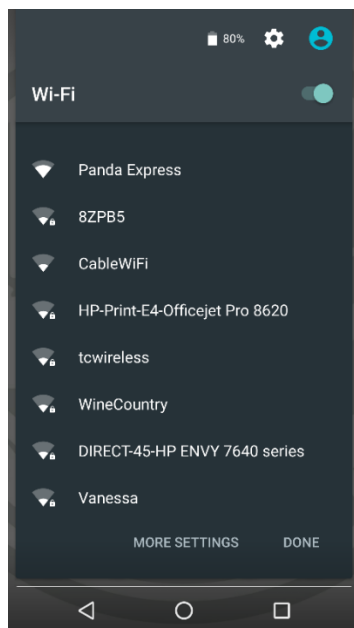 80%
Wi-Fi
Panda Express
8ZPB5
CableWiFi
HP-Print-E4-Officejet Pro 8620
tcwireless
WineCountry
DIRECT-45-HP ENVY 7640 series
Vanessa
MORE SETTINGS DONE